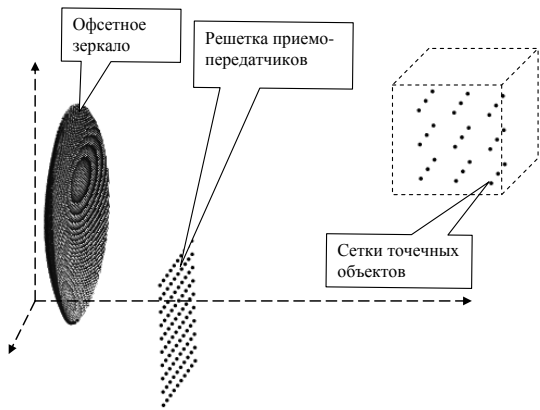 Офсетное
зеркало
Решетка приемо-
передатчиков
Сетки точечных
объектов